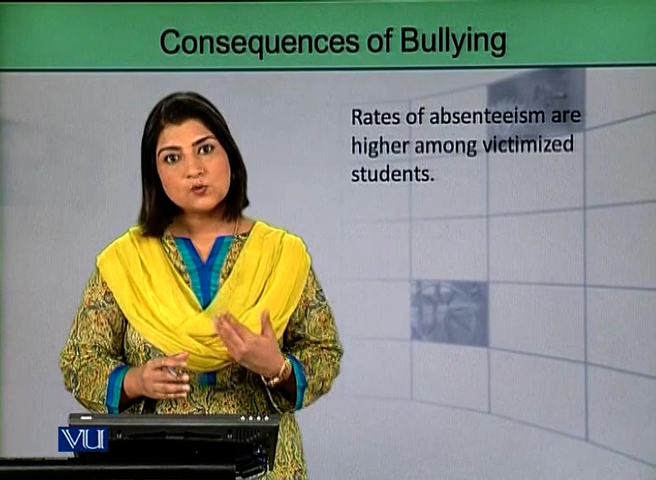 Consequences of Bullying
Rates of absenteeism are
higher among victimized
students.
VU